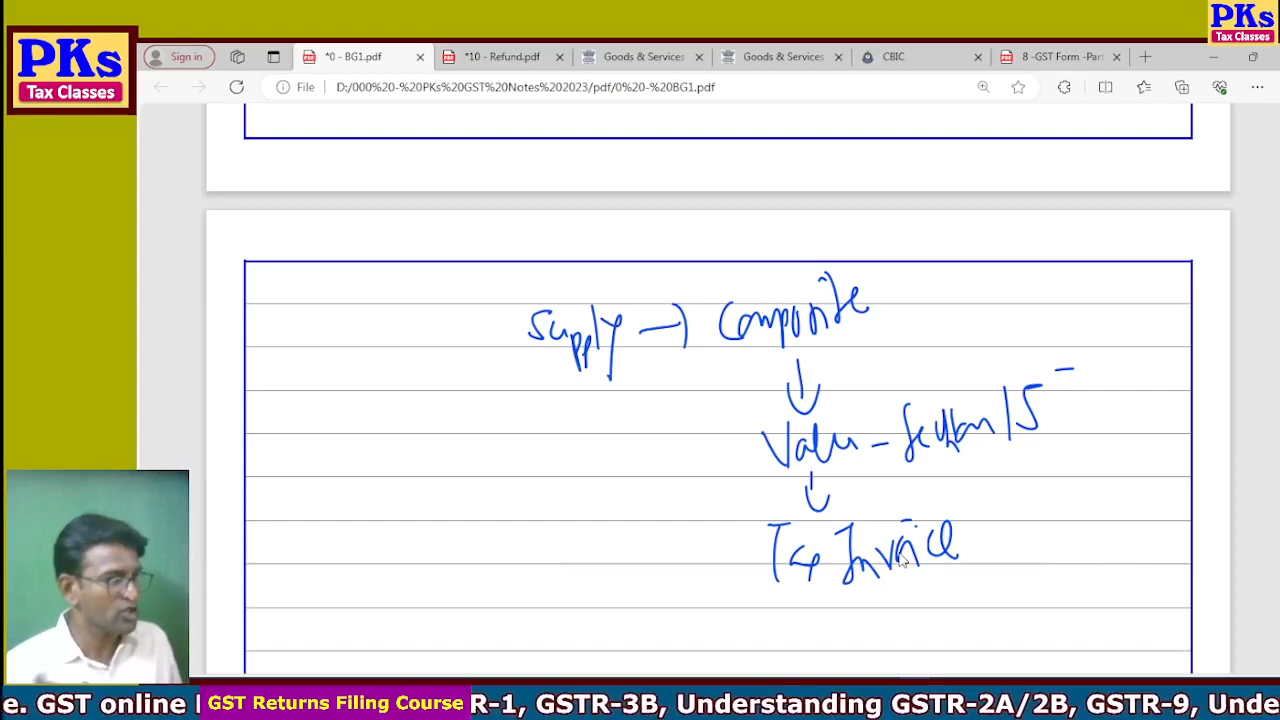 PKs
Tax Classes
PKs
Tax Classes
Sign in
*0 - BG1.pdf
*10 - Refund.pdf
Goods & Services
Goods & Services
CBIC
8 -GST Form -Part
File
D:/000%20-%20PKs%20GST%20Notes%202023/pdf/0%20-%20BG1.pdf
Supply → Composite
Value - Section 15
Tax Invoice
e. GST online
GST Returns Filing Course
R-1, GSTR-3B, Understanding GSTR-2A/2B, GSTR-9, Unde